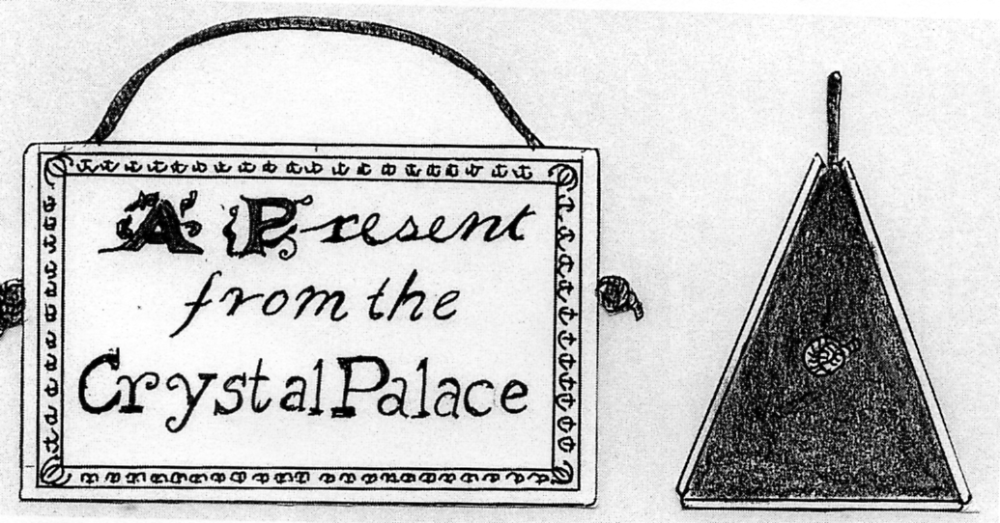 A Present
from the
Crystal Palace